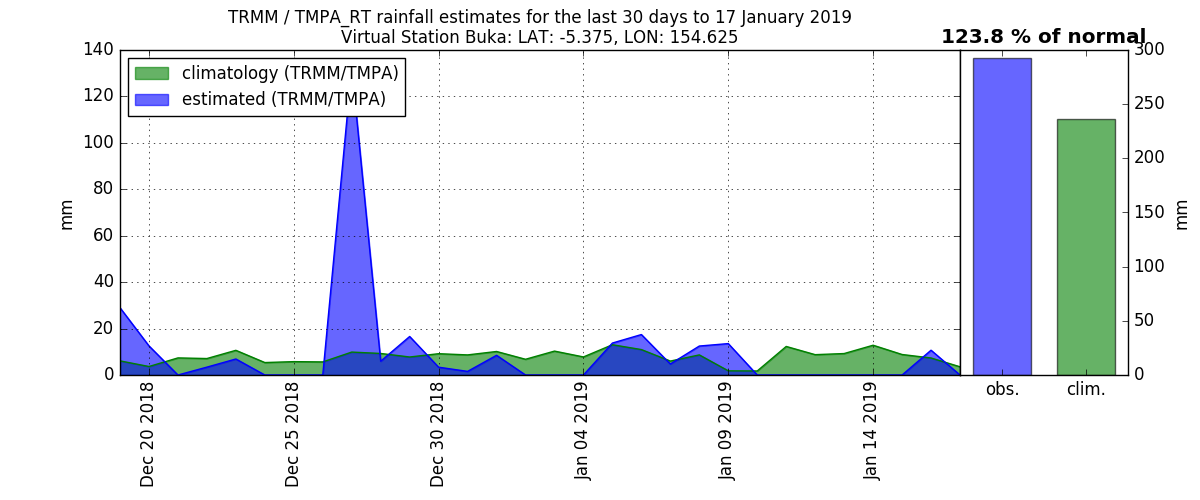 TRMM / TMPA_RT rainfall estimates for the last 30 days to 17 January 2019
Virtual Station Buka: LAT: -5.375, LON: 154.625
123.8 % of normal
climatology (TRMM/TMPA)
estimated (TRMM/TMPA)
140
120
100
80
60
40
20
0
mm
Dec 20 2018
Dec 25 2018
Dec 30 2018
Jan 04 2019
Jan 09 2019
Jan 14 2019
obs.
clim.
300
250
200
150
100
50
0
mm